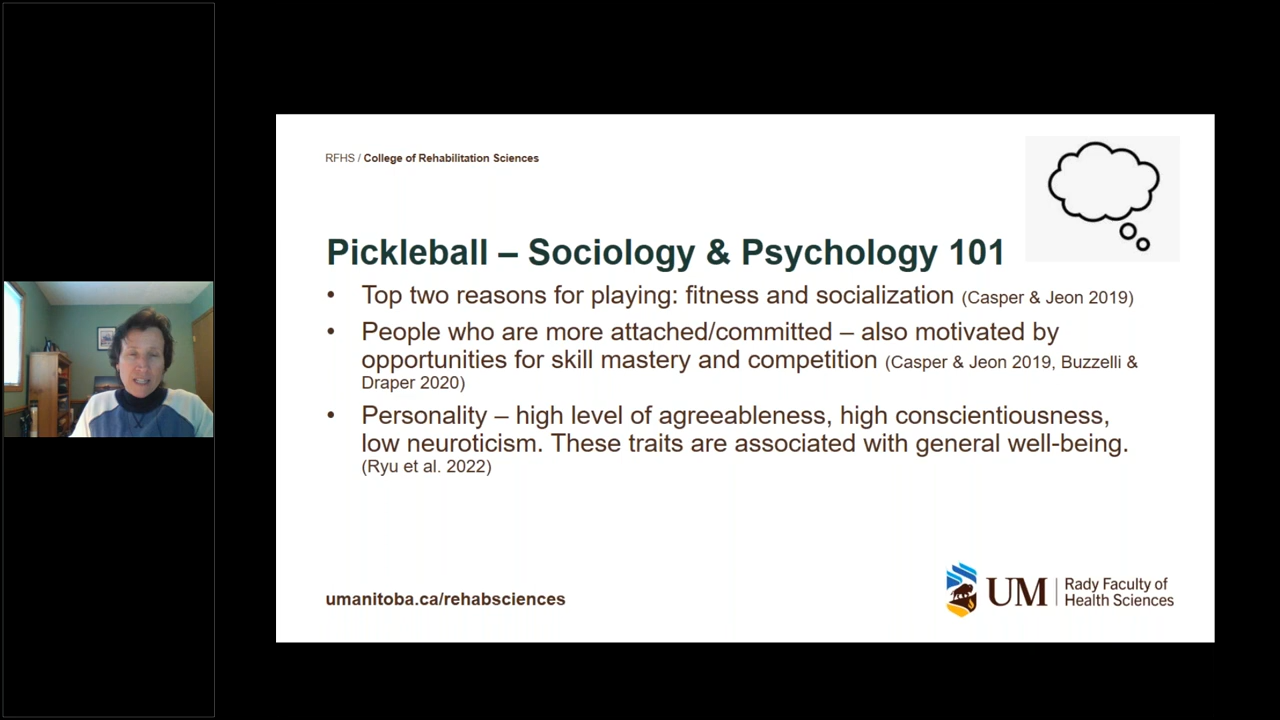 RFHS / College of Rehabilitation Sciences
Pickleball – Sociology & Psychology 101
• Top two reasons for playing: fitness and socialization (Casper & Jeon 2019)
• People who are more attached/committed – also motivated by
opportunities for skill mastery and competition (Casper & Jeon 2019, Buzzelli &
Draper 2020)
• Personality – high level of agreeableness, high conscientiousness,
low neuroticism. These traits are associated with general well-being.
(Ryu et al. 2022)
umanitoba.ca/rehabsciences
UM
Rady Faculty of
Health Sciences